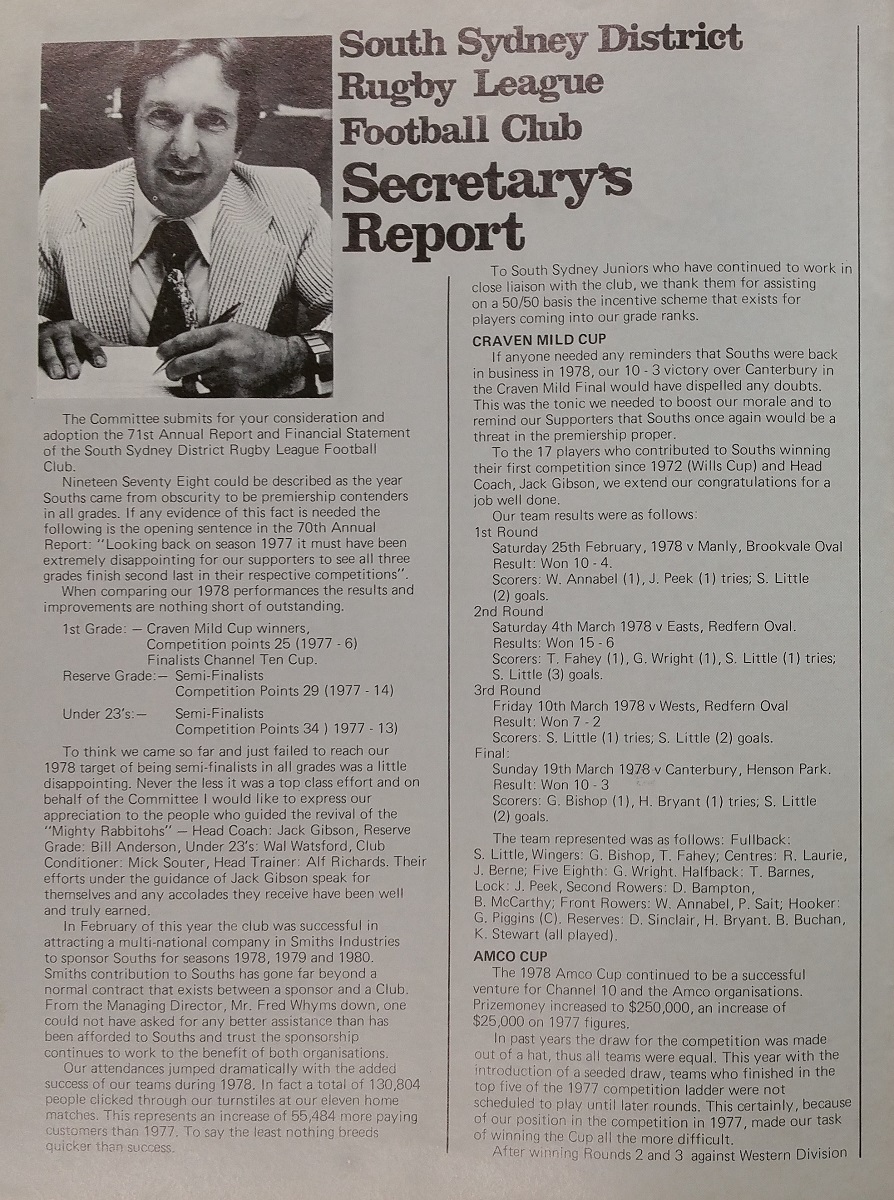 South Sydney District
Rugby League
Football Club
Secretary's
Report
The Committee submits for your consideration and
adoption the 71st Annual Report and Financial Statement
of the South Sydney District Rugby League Football
Club.
Nineteen Seventy Eight could be described as the year
Souths came from obscurity to be premiership contenders
in all grades. If any evidence of this fact is needed the
following is the opening sentence in the 70th Annual
Report: "Looking back on season 1977 it must have been
extremely disappointing for our supporters to see all three
grades finish second last in their respective competitions".
When comparing our 1978 performances the results and
improvements are nothing short of outstanding.
1st Grade: — Craven Mild Cup winners,
Competition points 25 (1977 - 6)
Finalists Channel Ten Cup.
Reserve Grade:— Semi-Finalists
Competition Points 29 (1977 - 14)
Under 23's:— Semi-Finalists
Competition Points 34 ) 1977 - 13)
To think we came so far and just failed to reach our
1978 target of being semi-finalists in all grades was a little
disappointing. Never the less it was a top class effort and on
behalf of the Committee I would like to express our
appreciation to the people who guided the revival of the
"Mighty Rabbitohs" — Head Coach: Jack Gibson, Reserve
Grade: Bill Anderson, Under 23's: Wal Watsford, Club
Conditioner: Mick Souter, Head Trainer: Alf Richards. Their
efforts under the guidance of Jack Gibson speak for
themselves and any accolades they receive have been well
and truly earned.
In February of this year the club was successful in
attracting a multi-national company in Smiths Industries
to sponsor Souths for seasons 1978, 1979 and 1980.
Smiths contribution to Souths has gone far beyond a
normal contract that exists between a sponsor and a Club.
From the Managing Director, Mr. Fred Whyms down, one
could not have asked for any better assistance than has
been afforded to Souths and trust the sponsorship
continues to work to the benefit of both organisations.
Our attendances jumped dramatically with the added
success of our teams during 1978. In fact a total of 130,804
people clicked through our turnstiles at our eleven home
matches. This represents an increase of 55,484 more paying
customers than 1977. To say the least nothing breeds
quicker than success.
To South Sydney Juniors who have continued to work in
close liaison with the club, we thank them for assisting
on a 50/50 basis the incentive scheme that exists for
players coming into our grade ranks.
CRAVEN MILD CUP
If anyone needed any reminders that Souths were back
in business in 1978, our 10 - 3 victory over Canterbury in
the Craven Mild Final would have dispelled any doubts.
This was the tonic we needed to boost our morale and to
remind our Supporters that Souths once again would be a
threat in the premiership proper.
To the 17 players who contributed to Souths winning
their first competition since 1972 (Wills Cup) and Head
Coach, Jack Gibson, we extend our congratulations for a
job well done.
Our team results were as follows:
1st Round
Saturday 25th February, 1978 v Manly, Brookvale Oval
Result: Won 10 - 4.
Scorers: W. Annabel (1), J. Peek (1) tries; S. Little
(2) goals.
2nd Round
Saturday 4th March 1978 v Easts, Redfern Oval.
Results: Won 15 - 6
Scorers: T. Fahey (1), G. Wright (1), S. Little (1) tries;
S. Little (3) goals.
3rd Round
Friday 10th March 1978 v Wests, Redfern Oval
Result: Won 7 - 2
Scorers: S. Little (1) tries; S. Little (2) goals.
Final:
Sunday 19th March 1978 v Canterbury, Henson Park.
Result: Won 10 - 3
Scorers: G. Bishop (1), H. Bryant (1) tries; S. Little
(2) goals.
The team represented was as follows: Fullback:
S. Little, Wingers: G. Bishop, T. Fahey; Centres: R. Laurie,
J. Berne; Five Eighth: G. Wright. Halfback: T. Barnes,
Lock: J. Peek, Second Rowers: D. Bampton,
B. McCarthy; Front Rowers: W. Annabel, P. Sait; Hooker:
G. Piggins (C). Reserves: D. Sinclair, H. Bryant. B. Buchan,
K. Stewart (all played).
AMCO CUP
The 1978 Amco Cup continued to be a successful
venture for Channel 10 and the Amco organisations.
Prizemoney increased to $250,000, an increase of
$25,000 on 1977 figures.
In past years the draw for the competition was made
out of a hat, thus all teams were equal. This year with the
introduction of a seeded draw, teams who finished in the
top five of the 1977 competition ladder were not
scheduled to play until later rounds. This certainly, because
of our position in the competition in 1977, made our task
of winning the Cup all the more difficult.
After winning Rounds 2 and 3 against Western Division